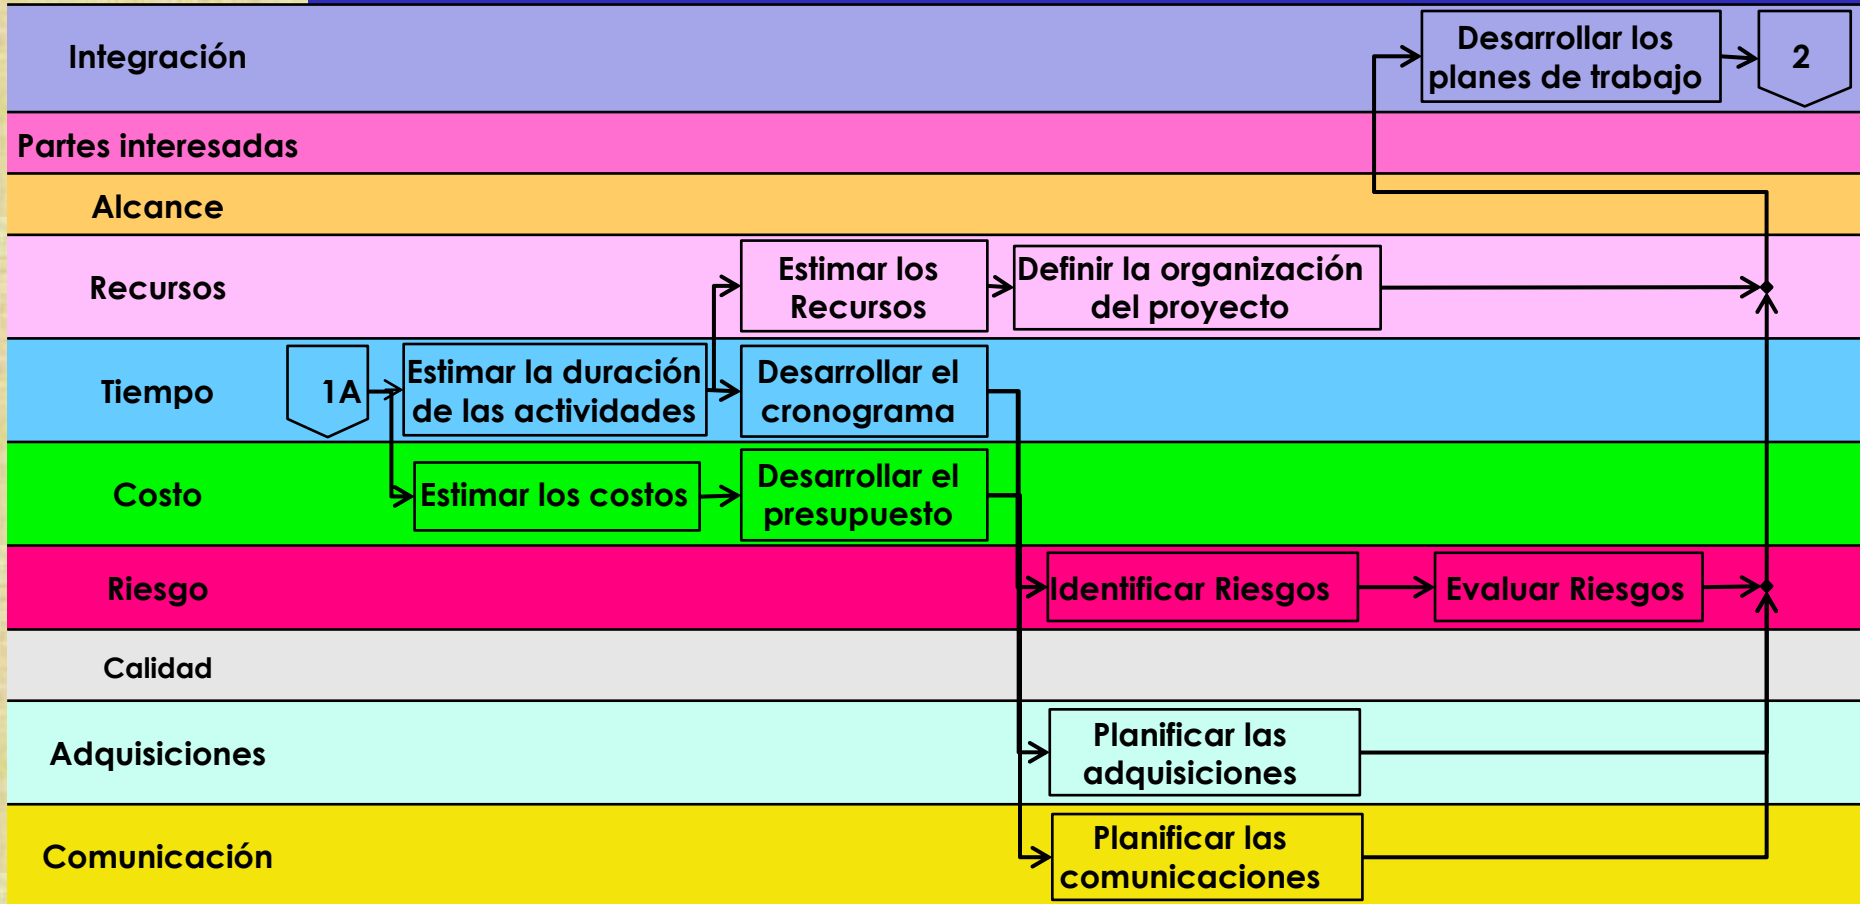 Integración
Desarrollar los
planes de trabajo
2
Partes interesadas
Alcance
Recursos
Estimar los
Recursos
Definir la organización
del proyecto
Tiempo
1A
Estimar la duración
de las actividades
Desarrollar el
cronograma
Costo
Estimar los costos
Desarrollar el
presupuesto
Riesgo
Identificar Riesgos
Evaluar Riesgos
Calidad
Adquisiciones
Planificar las
adquisiciones
Comunicación
Planificar las
comunicaciones